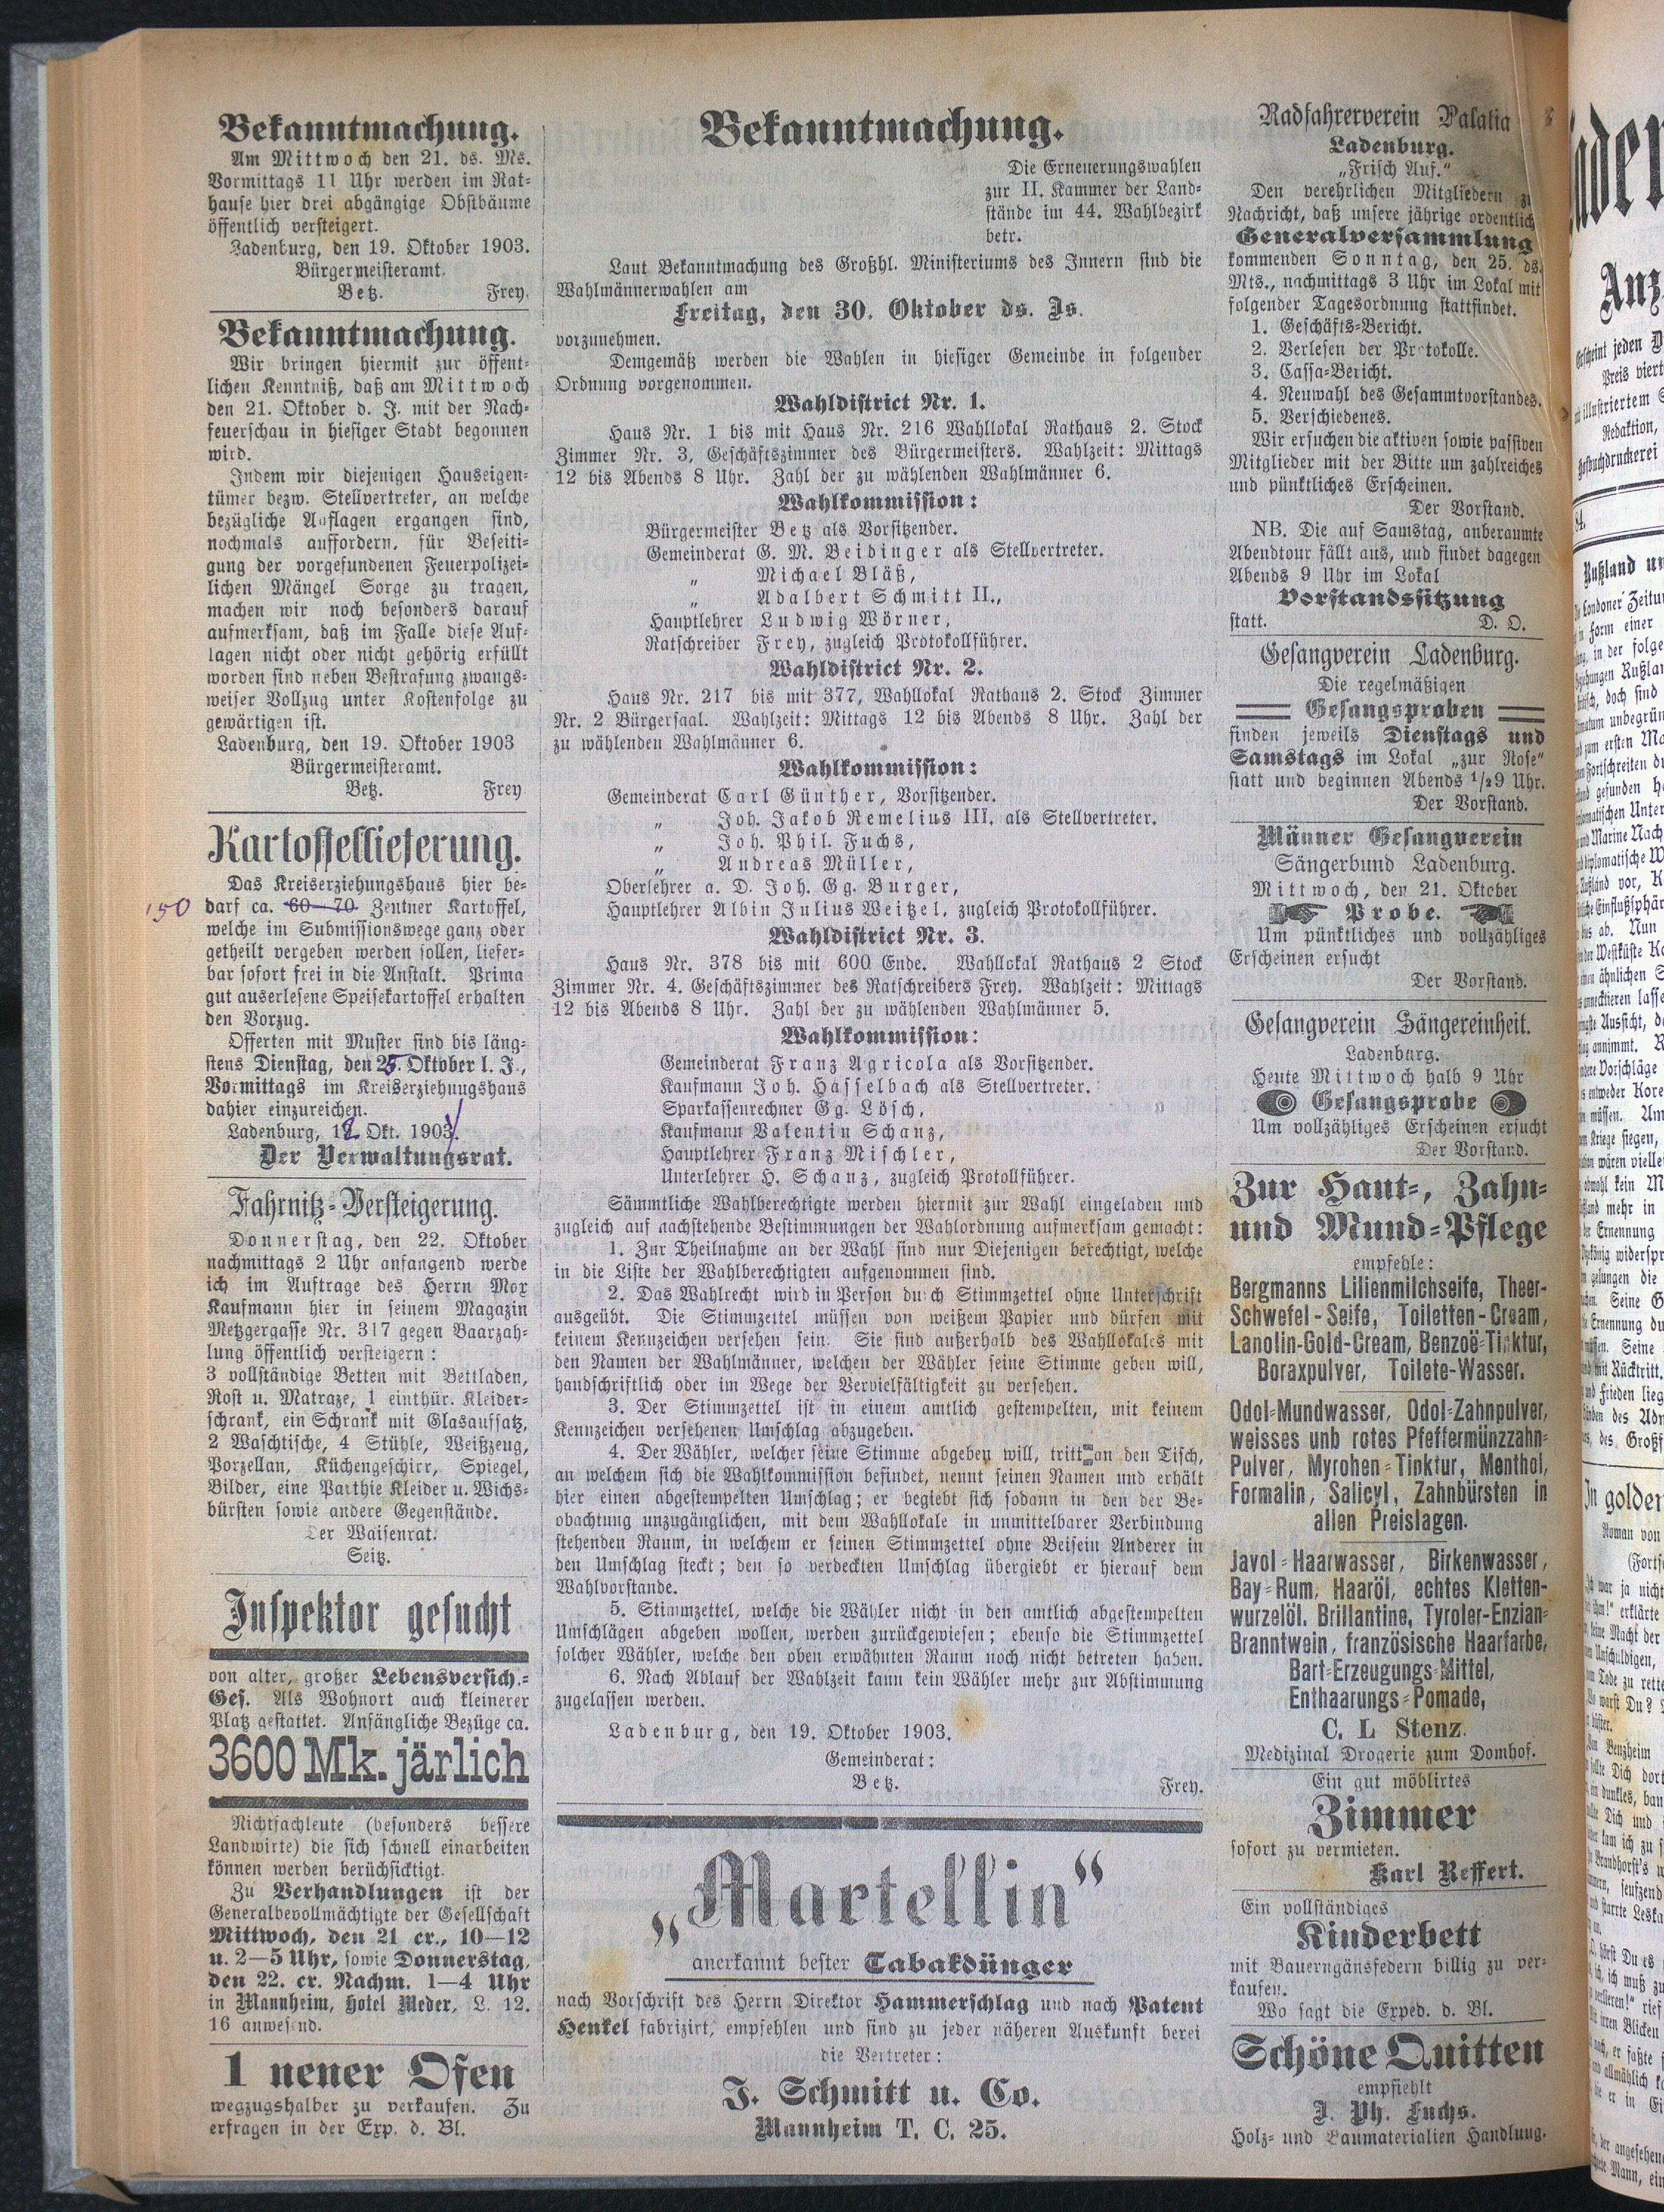 Bekanntmachung.
Am Mittwoch den 21. ds. Mts.
Vormittags 11 Uhr werden im Rat-
hause hier drei abgängige Obstbäume
öffentlich versteigert.
Ladenburg, den 19. Oktober 1903.
Bürgermeisteramt.
Betz. Frey.
Bekanntmachung.
Wir bringen hiermit zur öffent-
lichen Kenntniß, daß am Mittwoch
den 21. Oktober d. J. mit der Nach-
feuerschau in hiesiger Stadt begonnen
wird.
Indem wir diejenigen Hauseigen-
tümer bezw. Stellvertreter, an welche
bezügliche Auflagen ergangen sind,
nochmals auffordern, für Beseiti-
gung der vorgefundenen Feuerpolizei-
lichen Mängel Sorge zu tragen,
machen wir noch besonders darauf
aufmerksam, daß im Falle diese Auf-
lagen nicht oder nicht gehörig erfüllt
worden sind neben Bestrafung zwangs-
weiser Vollzug unter Kostenfolge zu
gewärtigen ist.
Ladenburg, den 19. Oktober 1903
Bürgermeisteramt.
Betz. Frey
Kartoffellieferung.
Das Kreiserziehungshaus hier be-
150 darf ca. 60—70 Zentner Kartoffel,
welche im Submissionswege ganz oder
getheilt vergeben werden sollen, liefer-
bar sofort frei in die Anstalt. Prima
gut auserlesene Speisekartoffel erhalten
den Vorzug.
Offerten mit Muster sind bis läng-
stens Dienstag, den 25. Oktober l. J.,
Vormittags im Kreiserziehungshaus
dahier einzureichen.
Ladenburg, 12 Okt. 1903.
Der Verwaltungsrat.
Fahrniß-Versteigerung.
Donnerstag, den 22. Oktober
nachmittags 2 Uhr anfangend werde
ich im Auftrage des Herrn Max
Kaufmann hier in seinem Magazin
Metzgergasse Nr. 317 gegen Baarzah-
lung öffentlich versteigern:
3 vollständige Betten mit Bettladen,
Rost u. Matraze, 1 einthür. Kleider-
schrank, ein Schrank mit Glasaufsatz,
2 Waschtische, 4 Stühle, Weißzeug,
Porzellan, Küchengeschirr, Spiegel,
Bilder, eine Parthie Kleider u. Wichs-
bürsten sowie andere Gegenstände.
Der Waisenrat.
Seitz.
Inspektor gesucht
von alter, großer Lebensversich.-
Ges. Als Wohnort auch kleinerer
Platz gestattet. Anfängliche Bezüge ca.
3600 Mk. järlich
Nichtfachleute (besonders bessere
Landwirte) die sich schnell einarbeiten
können werden berüchsicktigt.
Zu Verhandlungen ist der
Generalbevollmächtigte der Gesellschaft
Mittwoch, den 21 cr., 10—12
u. 2—5 Uhr, sowie Donnerstag,
den 22. cr. Nachm. 1—4 Uhr
in Mannheim, Hotel Meder, L. 12.
16 anwesend.
1 neuer Ofen
wegzugshalber zu verkaufen. Zu
erfragen in der Exp. d. Bl.
Bekanntmachung.
Die Erneuerungswahlen
zur II. Kammer der Land-
stände im 44. Wahlbezirk
betr.
Laut Bekanntmachung des Großhl. Ministeriums des Innern sind die
Wahlmännerwahlen am
Freitag, den 30. Oktober ds. Js.
vorzunehmen.
Demgemäß werden die Wahlen in hiesiger Gemeinde in folgender
Ordnung vorgenommen.
Wahldistrict Nr. 1.
Haus Nr. 1 bis mit Haus Nr. 216 Wahllokal Rathaus 2. Stock
Zimmer Nr. 3, Geschäftszimmer des Bürgermeisters. Wahlzeit: Mittags
12 bis Abends 8 Uhr. Zahl der zu wählenden Wahlmänner 6.
Wahlkommission:
Bürgermeister Betz als Vorsitzender.
Gemeinderat G. M. Beidinger als Stellvertreter.
„ Michael Bläß,
„ Adalbert Schmitt II.,
Hauptlehrer Ludwig Wörner,
Ratschreiber Frey, zugleich Protokollführer.
Wahldistrict Nr. 2.
Haus Nr. 217 bis mit 377, Wahllokal Rathaus 2. Stock Zimmer
Nr. 2 Bürgersaal. Wahlzeit: Mittags 12 bis Abends 8 Uhr. Zahl der
zu wählenden Wahlmänner 6.
Wahlkommission:
Gemeinderat Carl Günther, Vorsitzender.
„ Joh. Jakob Remelius III. als Stellvertreter.
„ Joh. Phil. Fuchs,
„ Andreas Müller,
Oberlehrer a. D. Joh. Gg. Burger,
Hauptlehrer Albin Julius Weitzel, zugleich Protokollführer.
Wahldistrict Nr. 3.
Haus Nr. 378 bis mit 600 Ende. Wahllokal Rathaus 2 Stock
Zimmer Nr. 4. Geschäftszimmer des Ratschreibers Frey. Wahlzeit: Mittags
12 bis Abends 8 Uhr. Zahl der zu wählenden Wahlmänner 5.
Wahlkommission:
Gemeinderat Franz Agricola als Vorsitzender.
Kaufmann Joh. Hasselbach als Stellvertreter.
Sparkassenrechner Gg. Lösch,
Kaufmann Valentin Schanz,
Hauptlehrer Franz Mischler,
Unterlehrer H. Schanz, zugleich Protollführer.
Sämmtliche Wahlberechtigte werden hiermit zur Wahl eingeladen und
zugleich auf nachstehende Bestimmungen der Wahlordnung aufmerksam gemacht:
1. Zur Theilnahme an der Wahl sind nur Diejenigen berechtigt, welche
in die Liste der Wahlberechtigten aufgenommen sind.
2. Das Wahlrecht wird in Person durch Stimmzettel ohne Unterschrift
ausgeübt. Die Stimmzettel müssen von weißem Papier und dürfen mit
keinem Kennzeichen versehen sein. Sie sind außerhalb des Wahllokales mit
den Namen der Wahlmänner, welchen der Wähler seine Stimme geben will,
handschriftlich oder im Wege der Vervielfältigkeit zu versehen.
3. Der Stimmzettel ist in einem amtlich gestempelten, mit keinem
Kennzeichen versehenen Umschlag abzugeben.
4. Der Wähler, welcher seine Stimme abgeben will, tritt an den Tisch,
an welchem sich die Wahlkommission befindet, nennt seinen Namen und erhält
hier einen abgestempelten Umschlag; er begiebt sich sodann in den der Be-
obachtung unzugänglichen, mit dem Wahllokale in unmittelbarer Verbindung
stehenden Raum, in welchem er seinen Stimmzettel ohne Beisein Anderer in
den Umschlag steckt; den so verdeckten Umschlag übergiebt er hierauf dem
Wahlvorstande.
5. Stimmzettel, welche die Wähler nicht in den amtlich abgestempelten
Umschlägen abgeben wollen, werden zurückgewiesen; ebenso die Stimmzettel
solcher Wähler, welche den oben erwähnten Raum noch nicht betreten haben.
6. Nach Ablauf der Wahlzeit kann kein Wähler mehr zur Abstimmung
zugelassen werden.
Ladenburg, den 19. Oktober 1903.
Gemeinderat:
Betz. Frey.
„Martellin“
anerkannt bester Tabakdünger
nach Vorschrift des Herrn Direktor Hammerschlag und nach Patent
Henkel fabrizirt, empfehlen und sind zu jeder näheren Auskunft berei
die Vertreter:
J. Schmitt u. Co.
Mannheim T. C. 25.
Radfahrerverein Palatia
Ladenburg.
„Frisch Auf.“
Den verehrlichen Mitgliedern zu
Nachricht, daß unsere jährige ordentlich
Generalversammlung
kommenden Sonntag, den 25. ds.
Mts., nachmittags 3 Uhr im Lokal mit
folgender Tagesordnung stattfindet.
1. Geschäfts-Bericht.
2. Verlesen der Protokolle.
3. Cassa-Bericht.
4. Neuwahl des Gesammtvorstandes.
5. Verschiedenes.
Wir ersuchen die aktiven sowie passiven
Mitglieder mit der Bitte um zahlreiches
und pünktliches Erscheinen.
Der Vorstand.
NB. Die auf Samstag, anberaumte
Abendtour fällt aus, und findet dagegen
Abends 9 Uhr im Lokal
Vorstandssitzung
statt. D. O.
Gesangverein Ladenburg.
Die regelmäßigen
Gesangsproben
finden jeweils Dienstags und
Samstags im Lokal „zur Rose“
statt und beginnen Abends 1/29 Uhr.
Der Vorstand.
Männer Gesangverein
Sängerbund Ladenburg.
Mittwoch, den 21. Oktober
Probe.
Um pünktliches und vollzähliges
Erscheinen ersucht
Der Vorstand.
Gesangverein Sängereinheit.
Ladenburg.
Heute Mittwoch halb 9 Uhr
Gesangsprobe
Um vollzähliges Erscheinen ersucht
Der Vorstand.
Zur Haut-, Zahn-
und Mund-Pflege
empfehle:
Bergmanns Lilienmilchseife, Theer-
Schwefel-Seife, Toiletten-Cream,
Lanolin-Gold-Cream, Benzoë-Tinktur,
Boraxpulver, Toilete-Wasser.
Odol-Mundwasser, Odol-Zahnpulver,
weisses unb rotes Pfeffermünzzahn-
Pulver, Myrohen-Tinktur, Menthol,
Formalin, Salicyl, Zahnbürsten in
allen Preislagen.
Javol-Haarwasser, Birkenwasser,
Bay-Rum, Haaröl, echtes Kletten-
wurzelöl. Brillantine, Tyroler-Enzian-
Branntwein, französische Haarfarbe,
Bart-Erzeugungs-Mittel,
Enthaarungs-Pomade,
C. L Stenz.
Medizinal Drogerie zum Domhof.
Ein gut möblirtes
Zimmer
sofort zu vermieten.
Karl Reffert.
Ein vollständiges
Kinderbett
mit Bauerngänsfedern billig zu ver-
kaufen.
Wo sagt die Exped. d. Bl.
Schöne Quitten
empfiehlt
J. Ph. Fuchs.
Holz- und Baumaterialien Handlung.